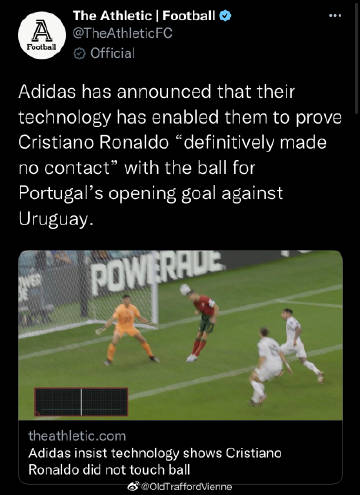 The Athletic | Football
@TheAthleticFC
Official
A
Football
Adidas has announced that their
technology has enabled them to prove
Cristiano Ronaldo “definitively made
no contact” with the ball for
Portugal’s opening goal against
Uruguay.
POWERADE
theathletic.com
Adidas insist technology shows Cristiano
Ronaldo did not touch ball
@OldTraffordVienne